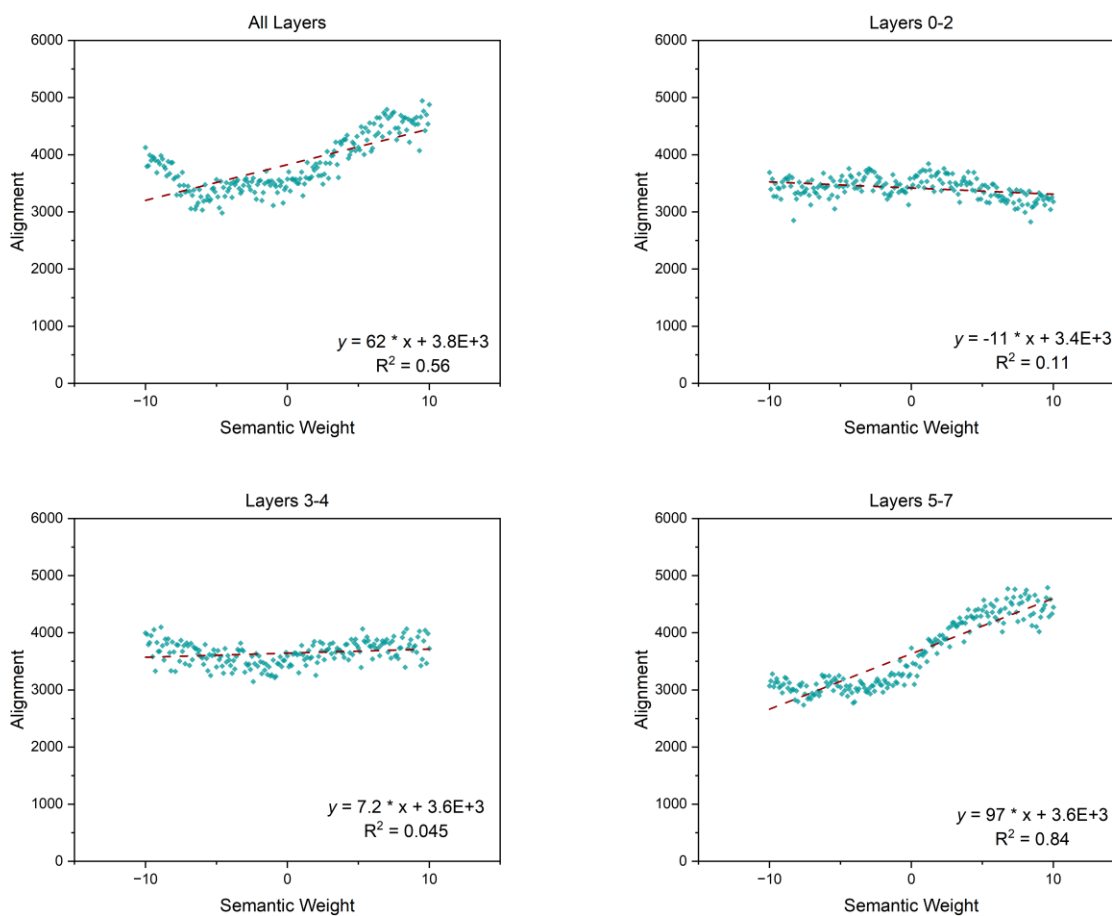 All Layers
6000
5000
4000
3000
2000
1000
0
Alignment
y = 62 * x + 3.8E+3
R² = 0.56
−10 0 10
Semantic Weight
Layers 0-2
6000
5000
4000
3000
2000
1000
0
Alignment
y = -11 * x + 3.4E+3
R² = 0.11
−10 0 10
Semantic Weight
Layers 3-4
6000
5000
4000
3000
2000
1000
0
Alignment
y = 7.2 * x + 3.6E+3
R² = 0.045
−10 0 10
Semantic Weight
Layers 5-7
6000
5000
4000
3000
2000
1000
0
Alignment
y = 97 * x + 3.6E+3
R² = 0.84
−10 0 10
Semantic Weight